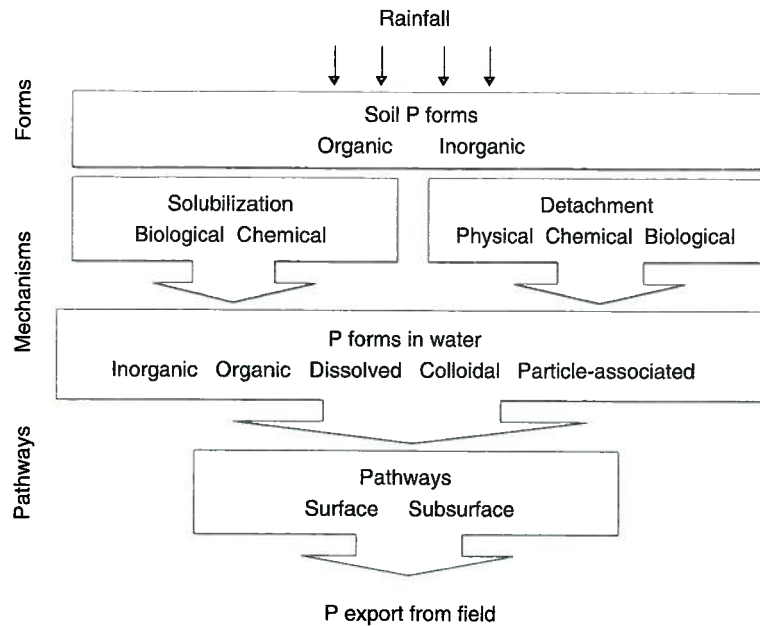 Rainfall
Forms
Soil P forms
Organic Inorganic
Mechanisms
Solubilization
Biological Chemical
Detachment
Physical Chemical Biological
P forms in water
Inorganic Organic Dissolved Colloidal Particle-associated
Pathways
Pathways
Surface Subsurface
P export from field